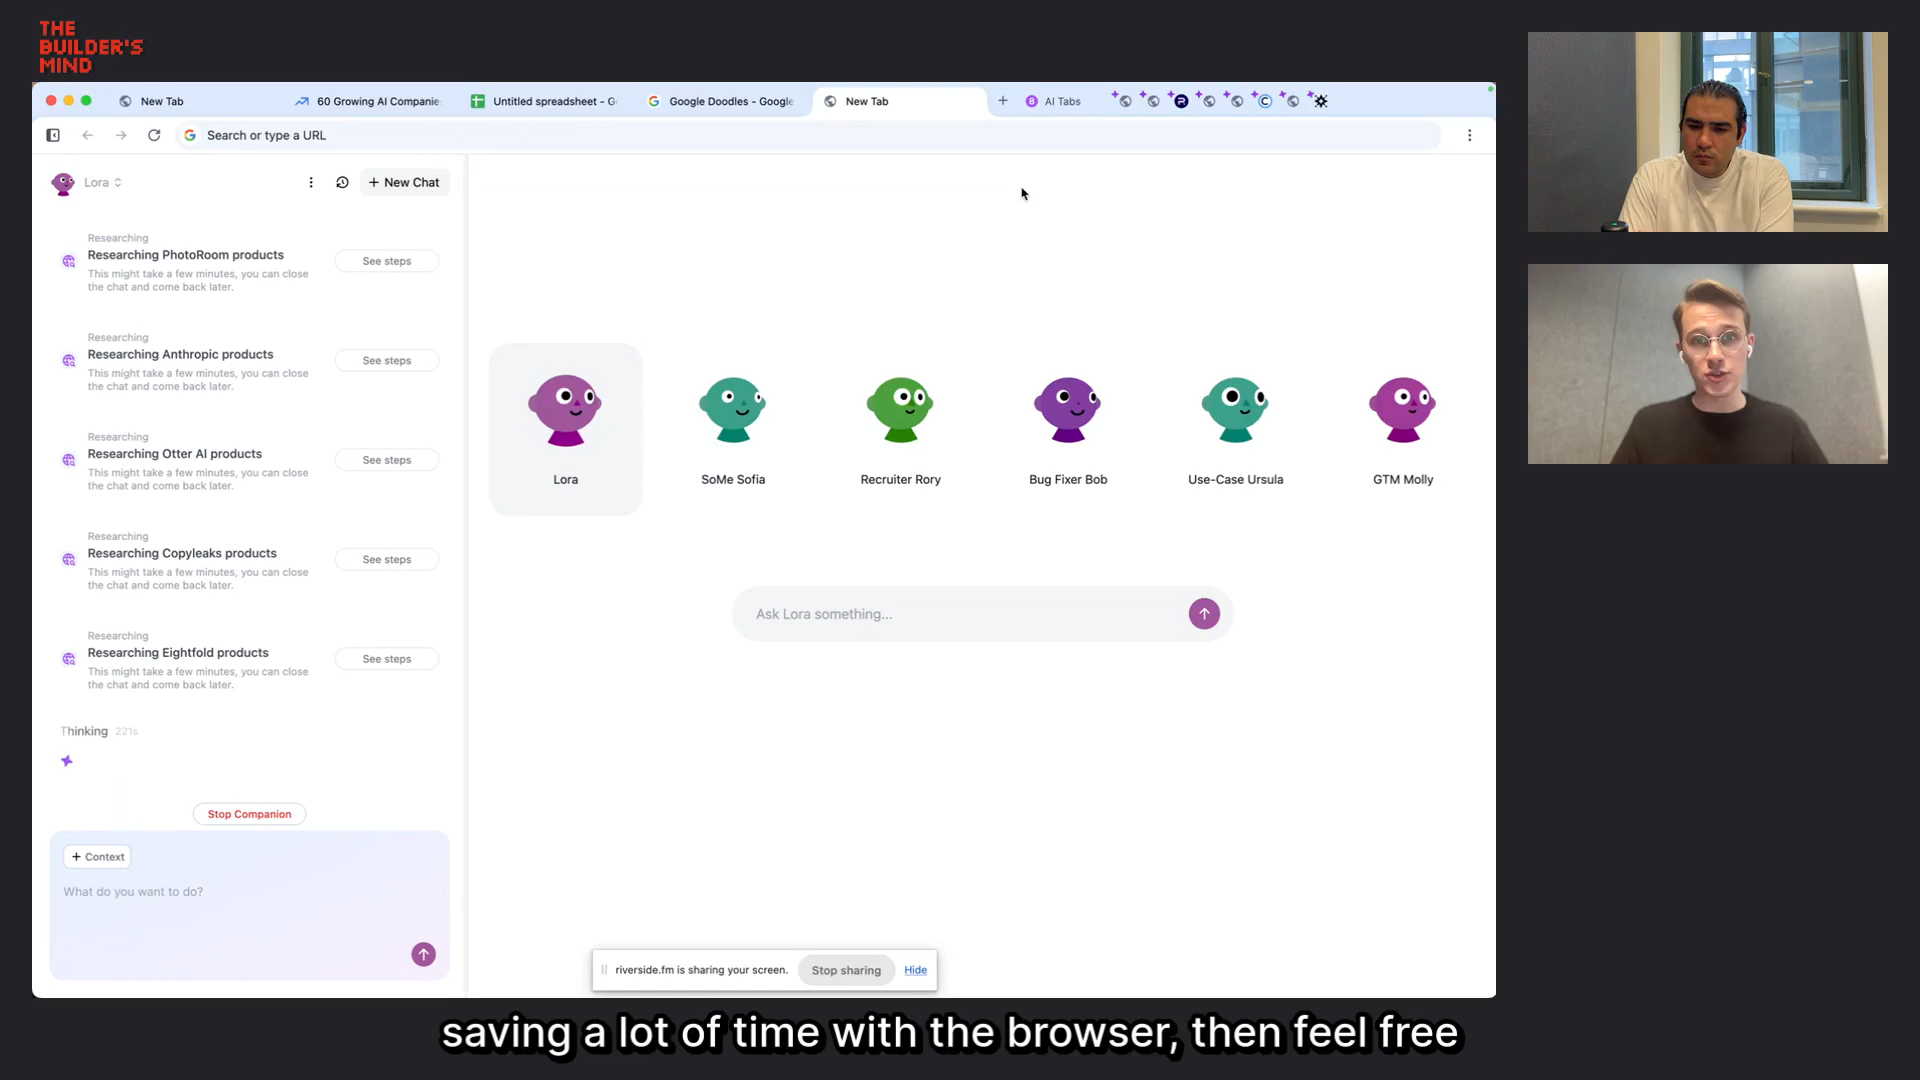 THE
BUILDER'S
MIND
New Tab
60 Growing AI Companie
Untitled spreadsheet - G
Google Doodles - Google
New Tab
AI Tabs
Search or type a URL
Lora
+ New Chat
Researching
Researching PhotoRoom products
This might take a few minutes, you can close
the chat and come back later.
See steps
Researching
Researching Anthropic products
This might take a few minutes, you can close
the chat and come back later.
See steps
Researching
Researching Otter AI products
This might take a few minutes, you can close
the chat and come back later.
See steps
Researching
Researching Copyleaks products
This might take a few minutes, you can close
the chat and come back later.
See steps
Researching
Researching Eightfold products
This might take a few minutes, you can close
the chat and come back later.
See steps
Thinking 221s
Stop Companion
+ Context
What do you want to do?
Lora
SoMe Sofia
Recruiter Rory
Bug Fixer Bob
Use-Case Ursula
GTM Molly
Ask Lora something...
riverside.fm is sharing your screen.
Stop sharing
Hide
saving a lot of time with the browser, then feel free